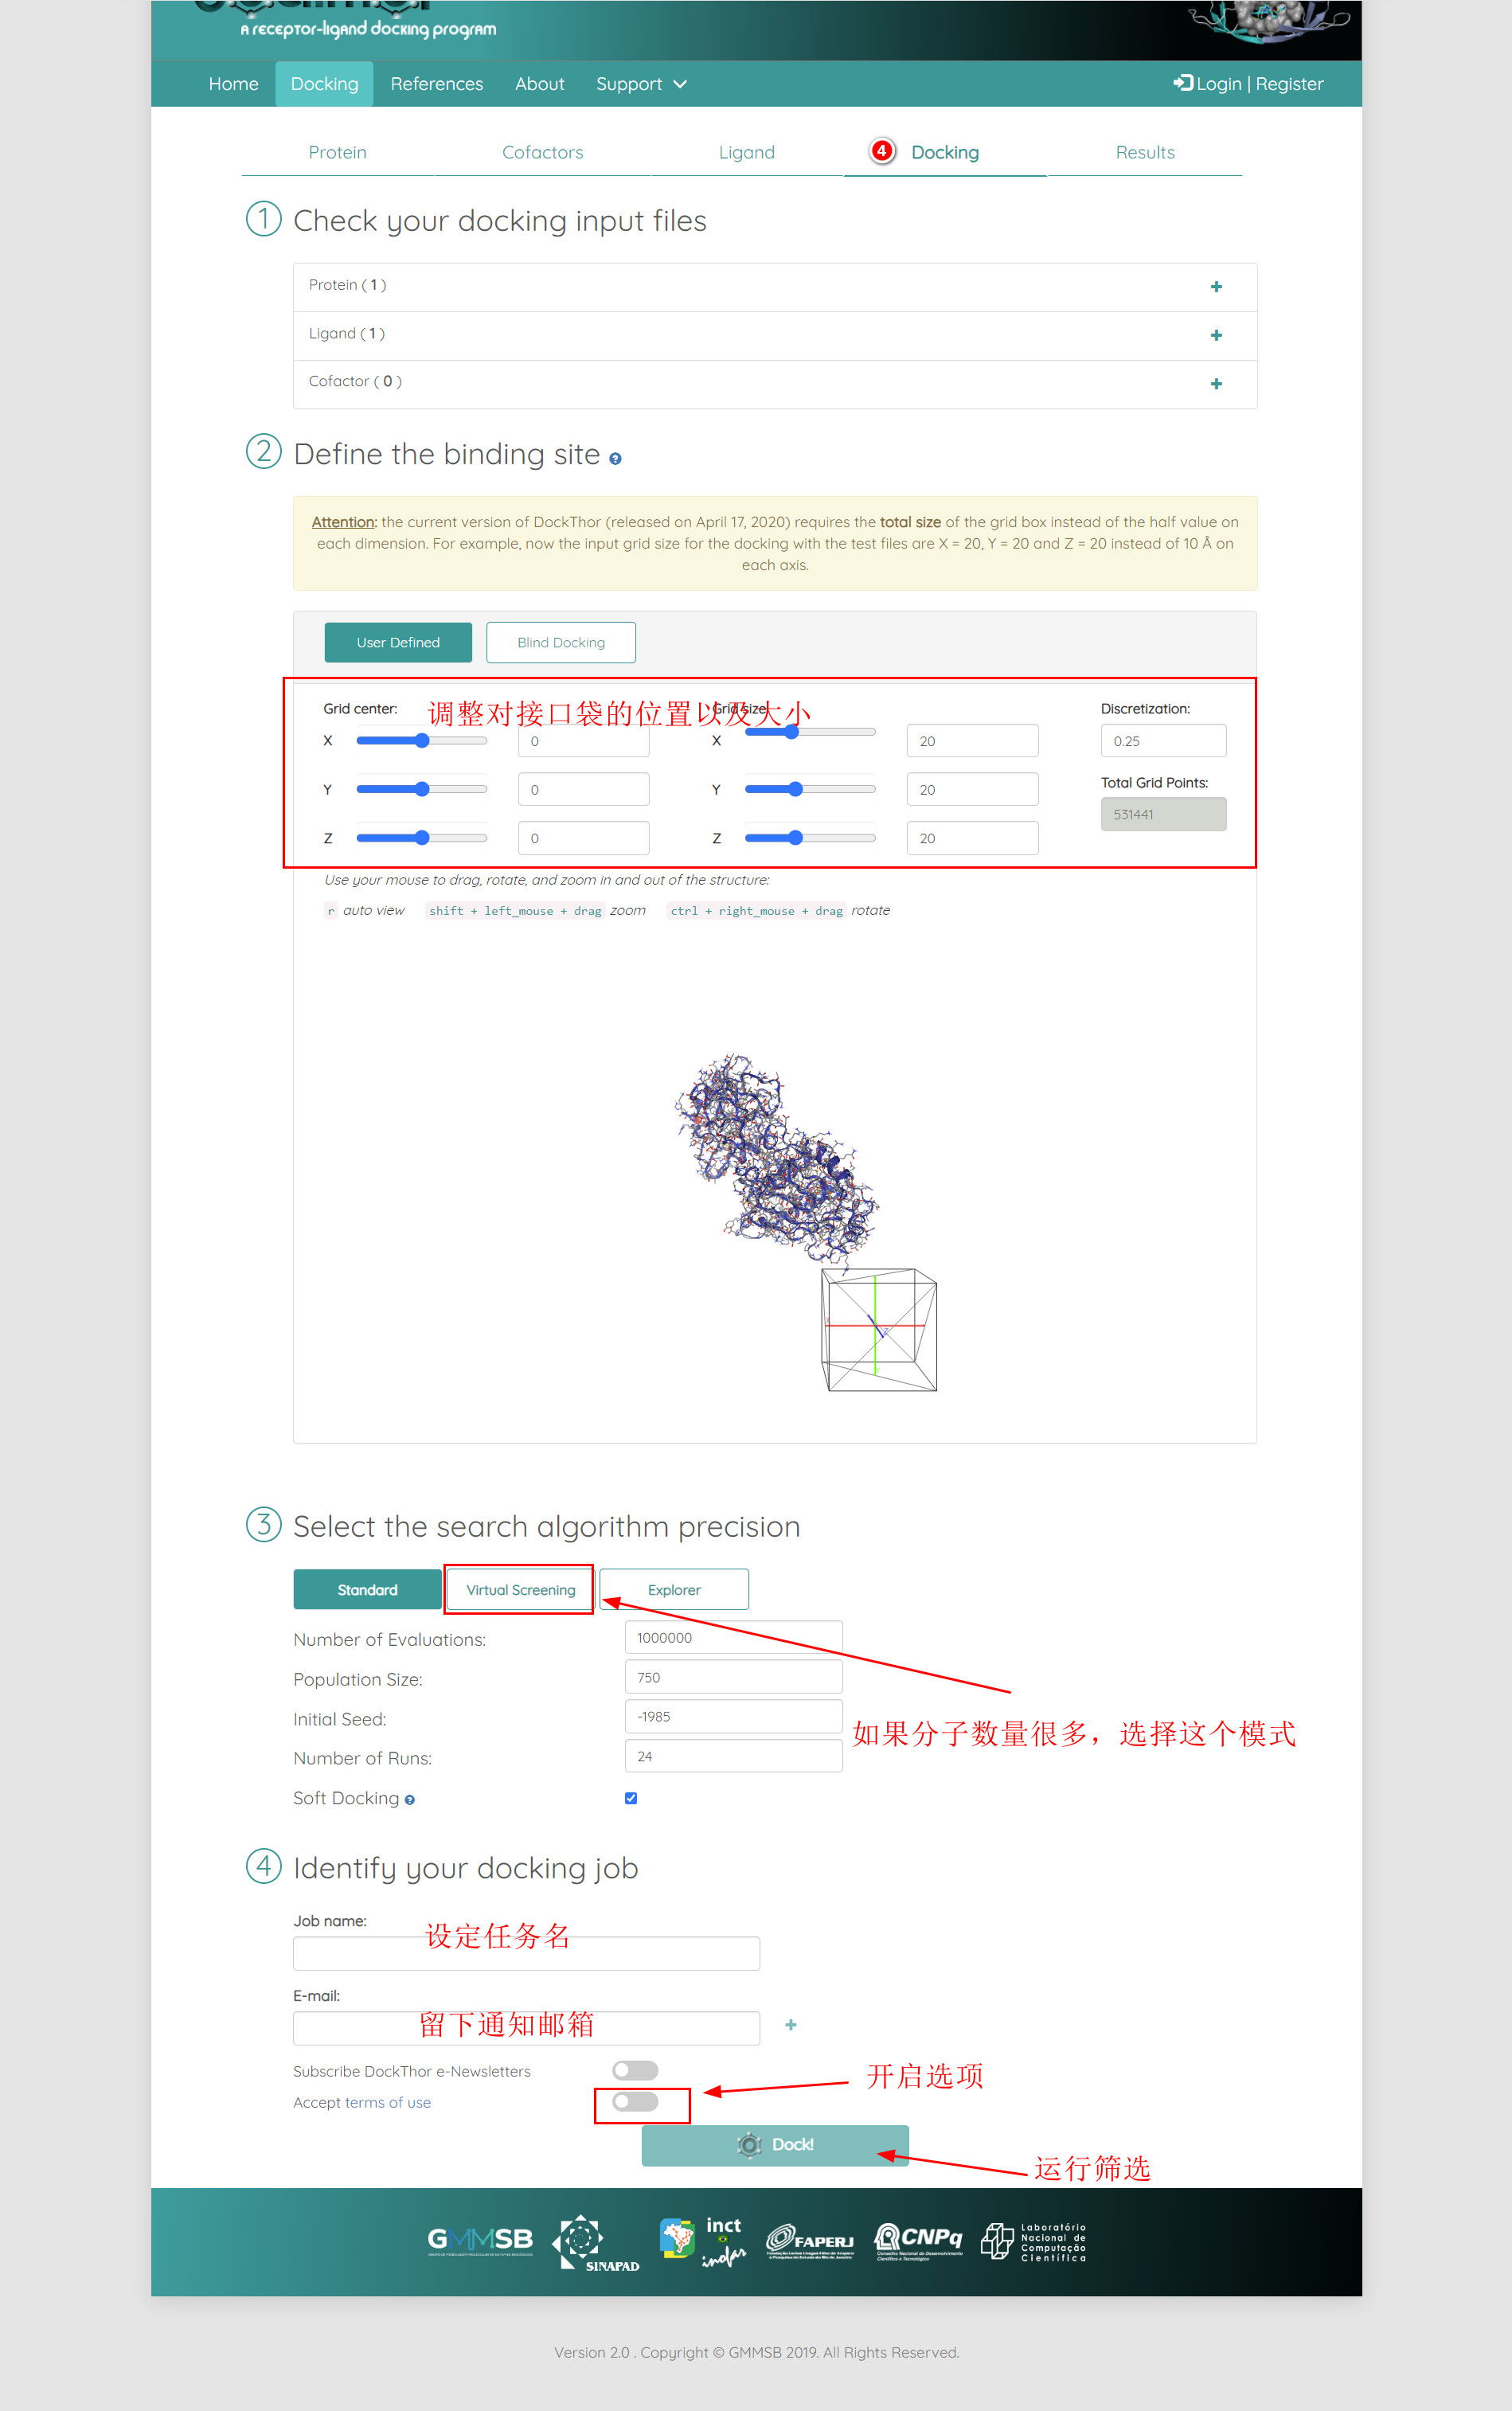 a receptor-ligand docking program
Home Docking References About Support Login | Register
Protein Cofactors Ligand 4 Docking Results
1 Check your docking input files
Protein ( 1 )
Ligand ( 1 )
Cofactor ( 0 )
2 Define the binding site ?
Attention: the current version of DockThor (released on April 17, 2020) requires the total size of the grid box instead of the half value on
each dimension. For example, now the input grid size for the docking with the test files are X = 20, Y = 20 and Z = 20 instead of 10 Å on
each axis.
User Defined Blind Docking
Grid center: Grid size: Discretization:
调整对接口袋的位置以及大小
X 0 X 20 0.25
Y 0 Y 20 Total Grid Points:
531441
Z 0 Z 20
Use your mouse to drag, rotate, and zoom in and out of the structure:
r auto view shift + left_mouse + drag zoom ctrl + right_mouse + drag rotate
X
Z
3 Select the search algorithm precision
Standard Virtual Screening Explorer
Number of Evaluations: 1000000
Population Size: 750
Initial Seed: -1985
如果分子数量很多，选择这个模式
Number of Runs: 24
Soft Docking ?
4 Identify your docking job
Job name:
设定任务名
E-mail:
留下通知邮箱
Subscribe DockThor e-Newsletters
开启选项
Accept terms of use
Dock!
运行筛选
GMMSB SINAPAD inct inofar FAPERJ CNPq Laboratório
Nacional de
Computação
Científica
Version 2.0 . Copyright © GMMSB 2019. All Rights Reserved.